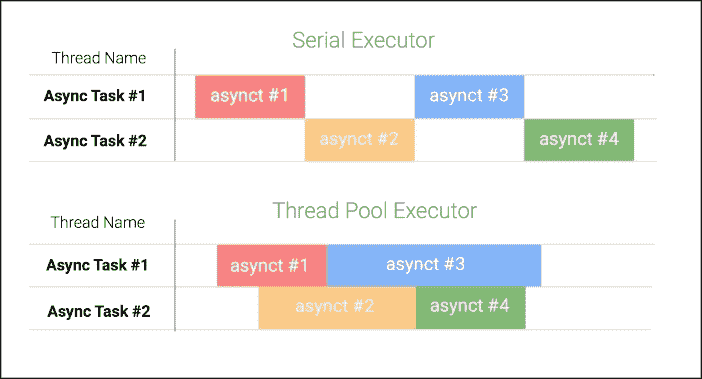 Serial Executor
Thread Name
Async Task #1 asynct #1 asynct #3
Async Task #2 asynct #2 asynct #4
Thread Pool Executor
Thread Name
Async Task #1 asynct #1 asynct #3
Async Task #2 asynct #2 asynct #4